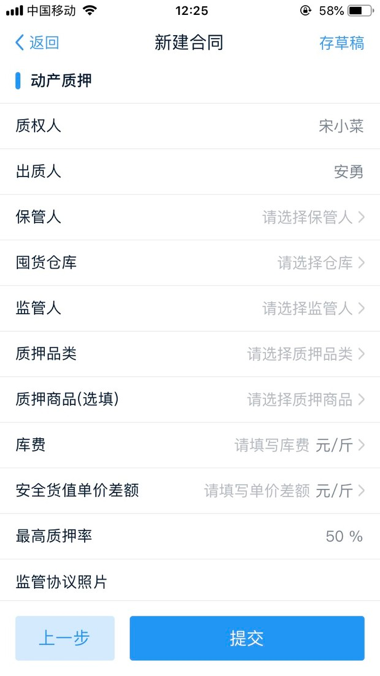 中国移动 12:25 58%
返回 新建合同 存草稿
动产质押
质权人 宋小菜
出质人 安勇
保管人 请选择保管人
囤货仓库 请选择仓库
监管人 请选择监管人
质押品类 请选择质押品类
质押商品(选填) 请选择质押商品
库费 请填写库费 元/斤
安全货值单价差额 请填写单价差额 元/斤
最高质押率 50 %
监管协议照片
上一步 提交